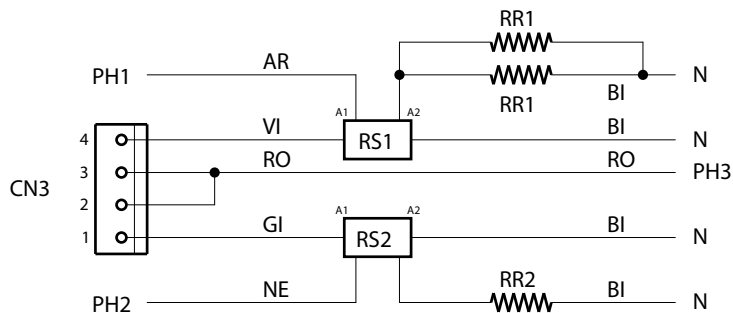 RR1
PH1 AR N
RR1
BI
A1 A2
4 VI RS1 BI N
CN3
3 RO RO PH3
2
A1 A2
1 GI RS2 BI N
RR2
PH2 NE BI N